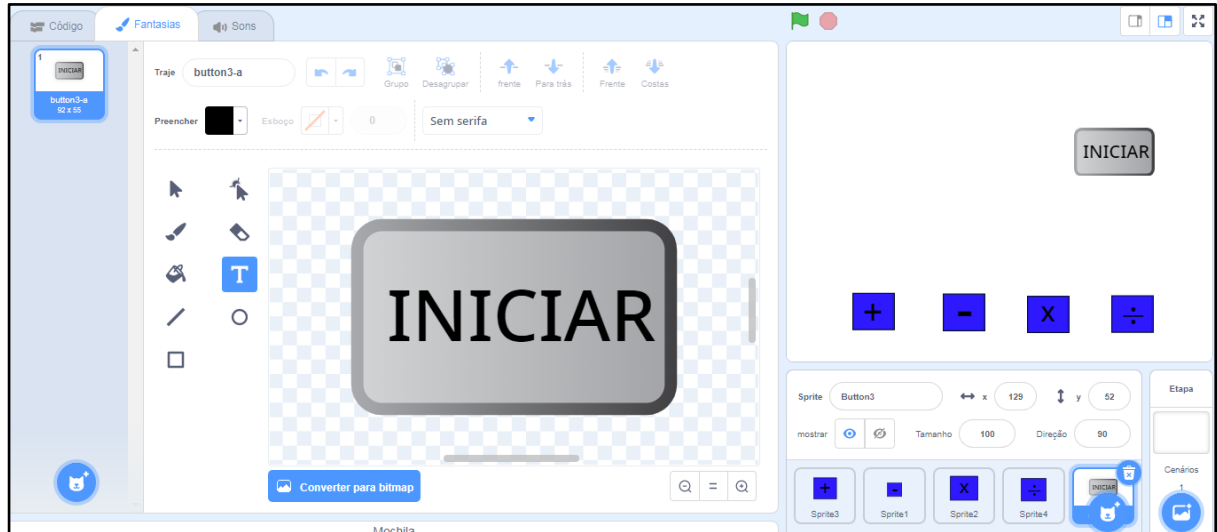 Código
Fantasias
Sons
1
INICIAR
button3-a
92 x 55
Traje
button3-a
Grupo
Desagrupar
frente
Para trás
Frente
Costas
Preencher
Esboço
0
Sem serifa
T
INICIAR
Converter para bitmap
=
Mochila
INICIAR
+
-
X
÷
Sprite
Button3
x
129
y
52
mostrar
Tamanho
100
Direção
90
Etapa
Cenários
1
+
-
X
÷
INICIAR
Sprite3
Sprite1
Sprite2
Sprite4